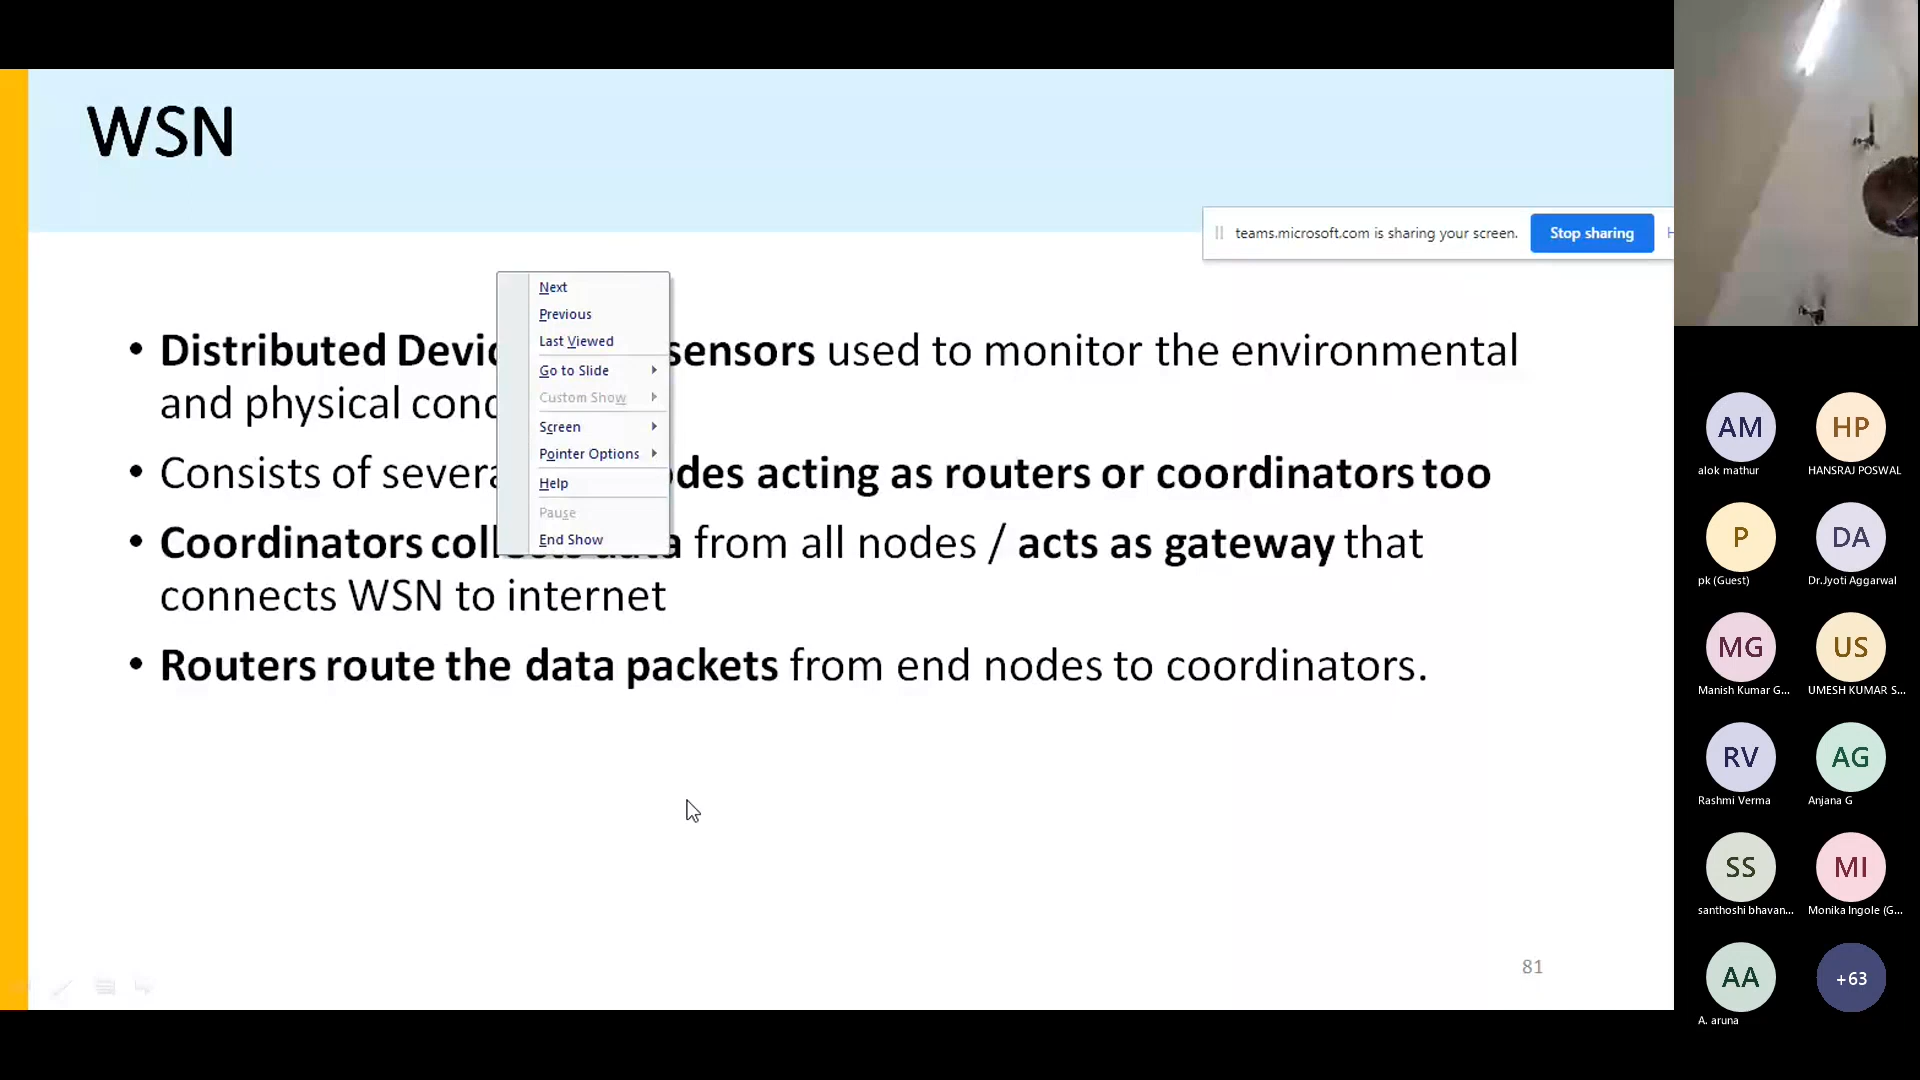 WSN
teams.microsoft.com is sharing your screen.
Stop sharing
Next
Previous
Last Viewed
Go to Slide
Custom Show
Screen
Pointer Options
Help
Pause
End Show
• Distributed sensors used to monitor the environmental
and physical
• Consists of acting as routers or coordinators too
• Coordinators from all nodes / acts as gateway that
connects WSN to internet
• Routers route the data packets from end nodes to coordinators.
81
AM
alok mathur
HP
HANSRAJ POSWAL
P
pk (Guest)
DA
Dr.Jyoti Aggarwal
MG
Manish Kumar G...
US
UMESH KUMAR S...
RV
Rashmi Verma
AG
Anjana G
SS
santhoshi bhavan...
MI
Monika Ingole (G...
AA
A. aruna
+63